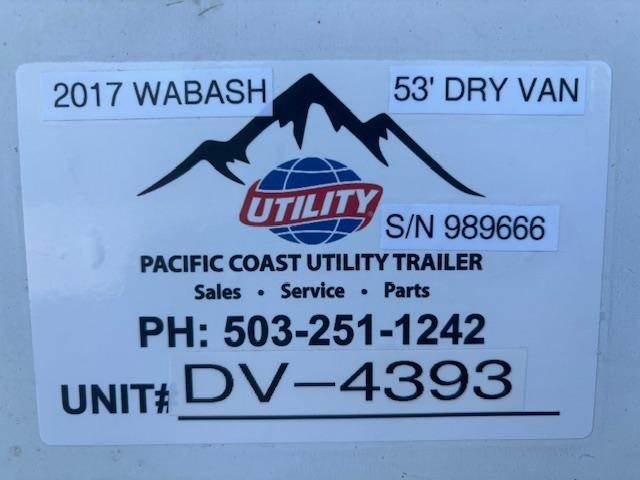 2017 WABASH
53' DRY VAN
UTILITY
S/N 989666
PACIFIC COAST UTILITY TRAILER
Sales • Service • Parts
PH: 503-251-1242
UNIT# DV-4393